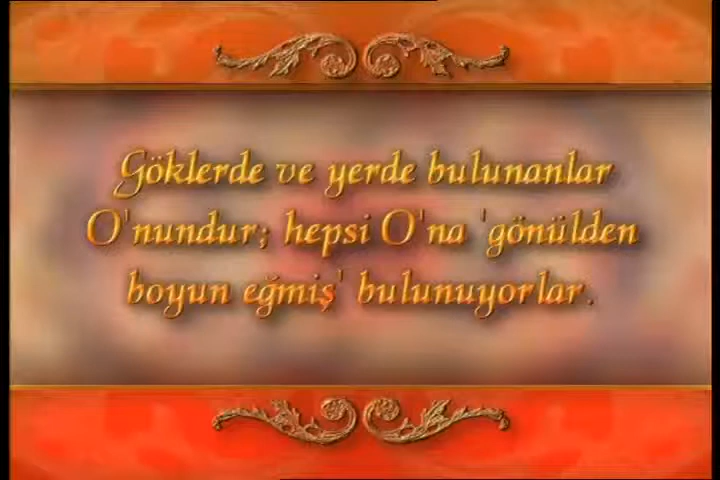 Göklerde ve yerde bulunanlar
O'nundur; hepsi O'na 'gönülden
boyun eğmiş' bulunuyorlar.